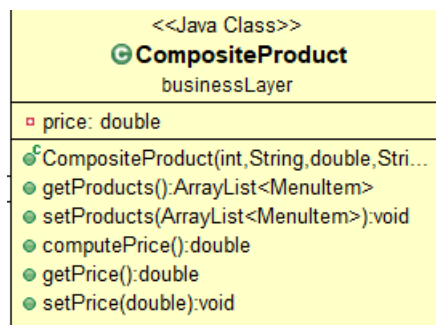 <<Java Class>>
CompositeProduct
businessLayer
price: double
CompositeProduct(int,String,double,Stri...
getProducts():ArrayList<MenuItem>
setProducts(ArrayList<MenuItem>):void
computePrice():double
getPrice():double
setPrice(double):void